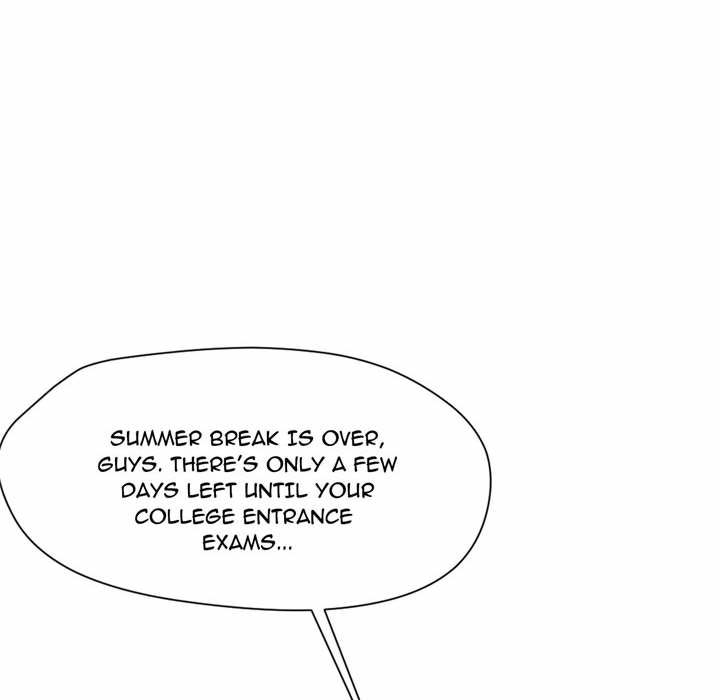 SUMMER BREAK IS OVER,
GUYS. THERE'S ONLY A FEW
DAYS LEFT UNTIL YOUR
COLLEGE ENTRANCE
EXAMS...